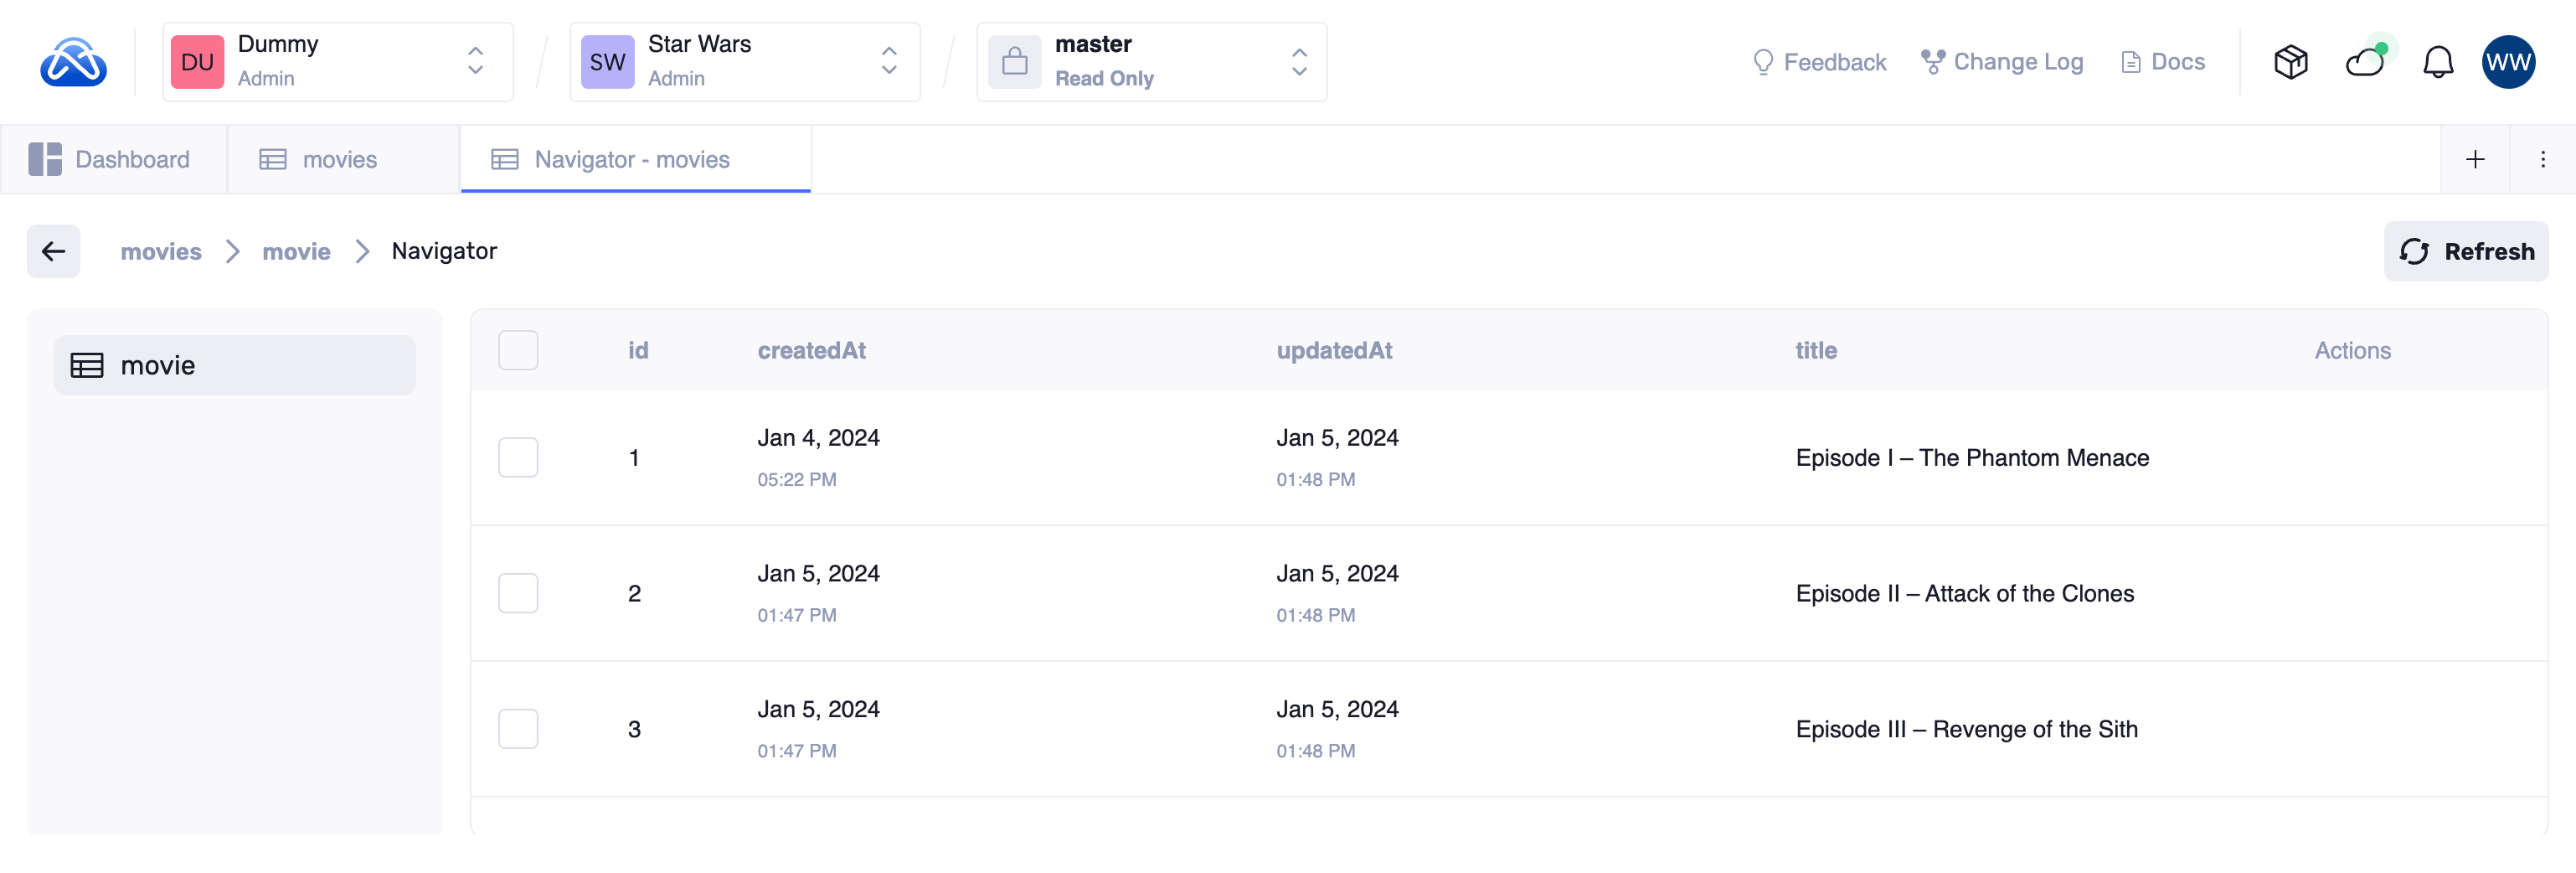 DU Dummy Admin
SW Star Wars Admin
master Read Only
Feedback Change Log Docs WW
Dashboard movies Navigator - movies
movies movie Navigator Refresh
movie
id createdAt updatedAt title Actions
1 Jan 4, 2024 05:22 PM Jan 5, 2024 01:48 PM Episode I – The Phantom Menace
2 Jan 5, 2024 01:47 PM Jan 5, 2024 01:48 PM Episode II – Attack of the Clones
3 Jan 5, 2024 01:47 PM Jan 5, 2024 01:48 PM Episode III – Revenge of the Sith